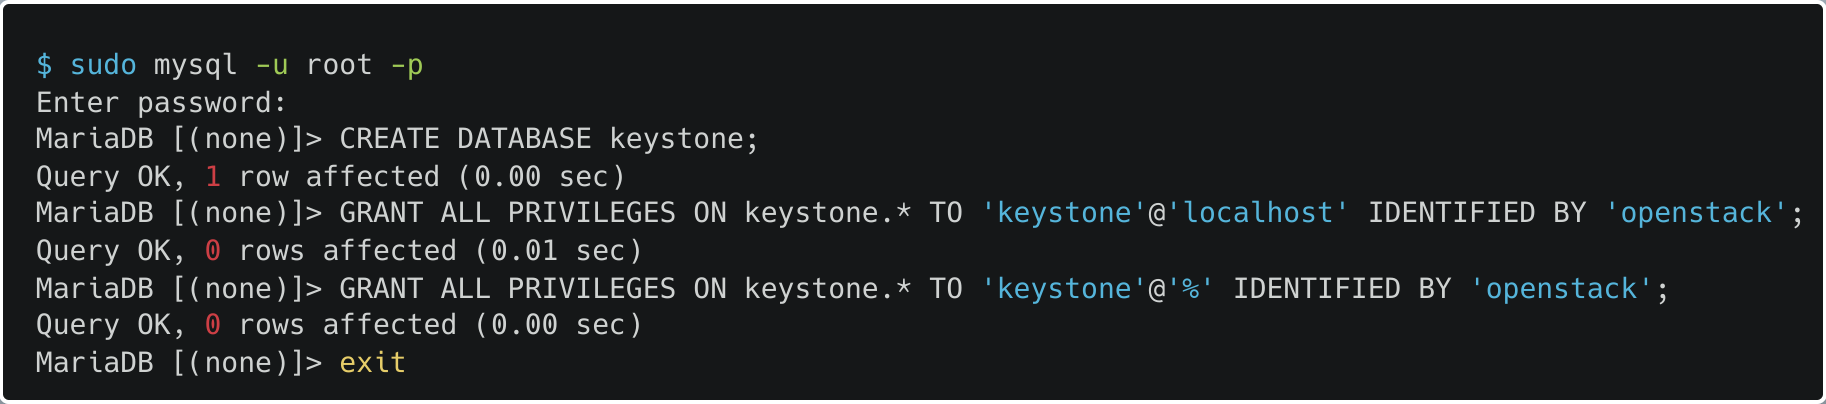 $ sudo mysql -u root -p
Enter password:
MariaDB [(none)]> CREATE DATABASE keystone;
Query OK, 1 row affected (0.00 sec)
MariaDB [(none)]> GRANT ALL PRIVILEGES ON keystone.* TO 'keystone'@'localhost' IDENTIFIED BY 'openstack';
Query OK, 0 rows affected (0.01 sec)
MariaDB [(none)]> GRANT ALL PRIVILEGES ON keystone.* TO 'keystone'@'%' IDENTIFIED BY 'openstack';
Query OK, 0 rows affected (0.00 sec)
MariaDB [(none)]> exit